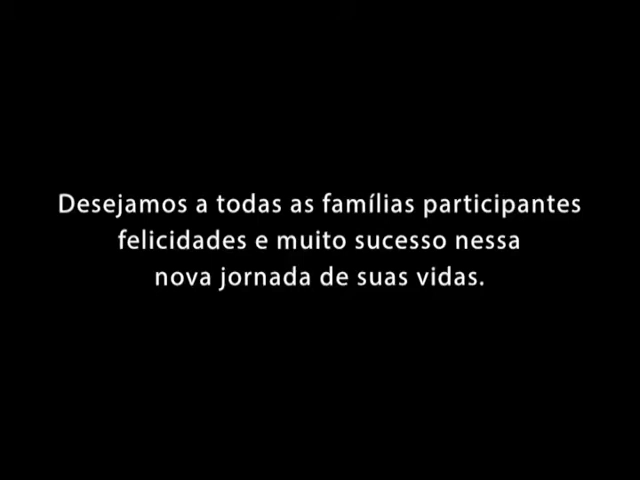 Desejamos a todas as famílias participantes
felicidades e muito sucesso nessa
nova jornada de suas vidas.